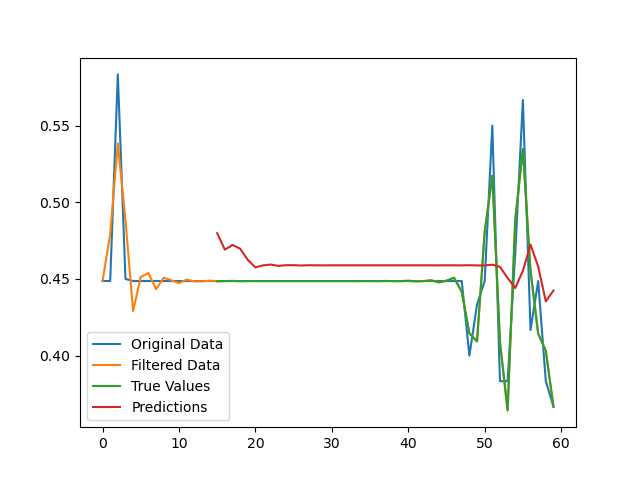 0.55
0.50
0.45
0.40
Original Data
Filtered Data
True Values
Predictions
0 10 20 30 40 50 60